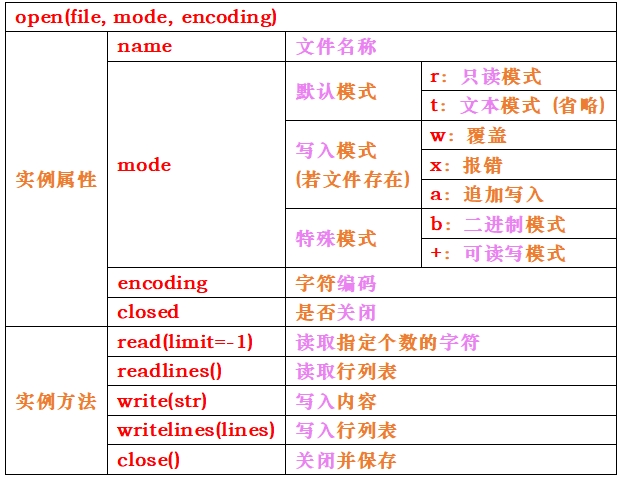 open(file, mode, encoding)
实例属性
name
文件名称
mode
默认模式
r: 只读模式
t: 文本模式 (省略)
写入模式
(若文件存在)
w: 覆盖
x: 报错
a: 追加写入
特殊模式
b: 二进制模式
+: 可读写模式
encoding
字符编码
closed
是否关闭
实例方法
read(limit=-1)
读取指定个数的字符
readlines()
读取行列表
write(str)
写入内容
writelines(lines)
写入行列表
close()
关闭并保存